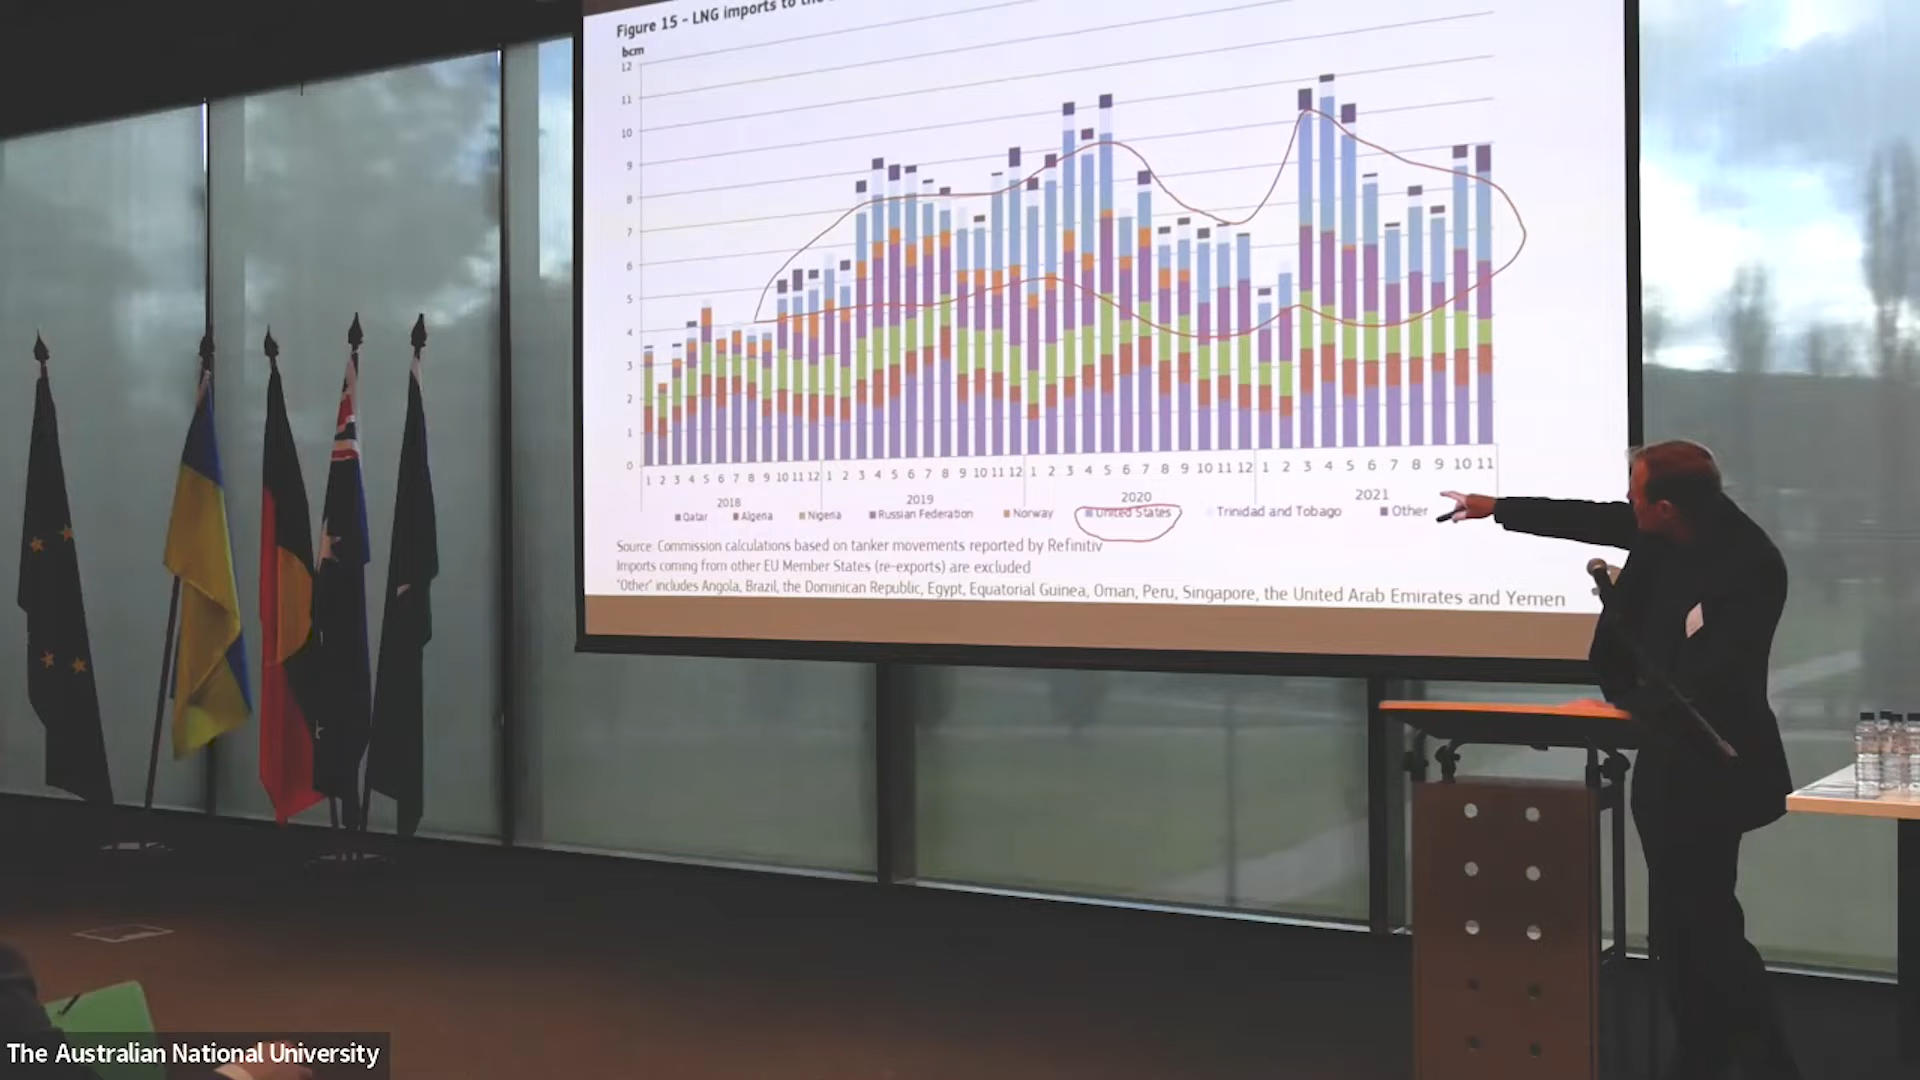 Figure 15 - LNG imports to the
bcm
12
11
10
9
8
7
6
5
4
3
2
1
0
1 2 3 4 5 6 7 8 9 10 11 12 1 2 3 4 5 6 7 8 9 10 11 12 1 2 3 4 5 6 7 8 9 10 11 12 1 2 3 4 5 6 7 8 9 10 11
2018 2019 2020 2021
Qatar Algeria Nigeria Russian Federation Norway United States Trinidad and Tobago Other
Source: Commission calculations based on tanker movements reported by Refinitiv
Imports coming from other EU Member States (re-exports) are excluded
"Other" includes Angola, Brazil, the Dominican Republic, Egypt, Equatorial Guinea, Oman, Peru, Singapore, the United Arab Emirates and Yemen
The Australian National University